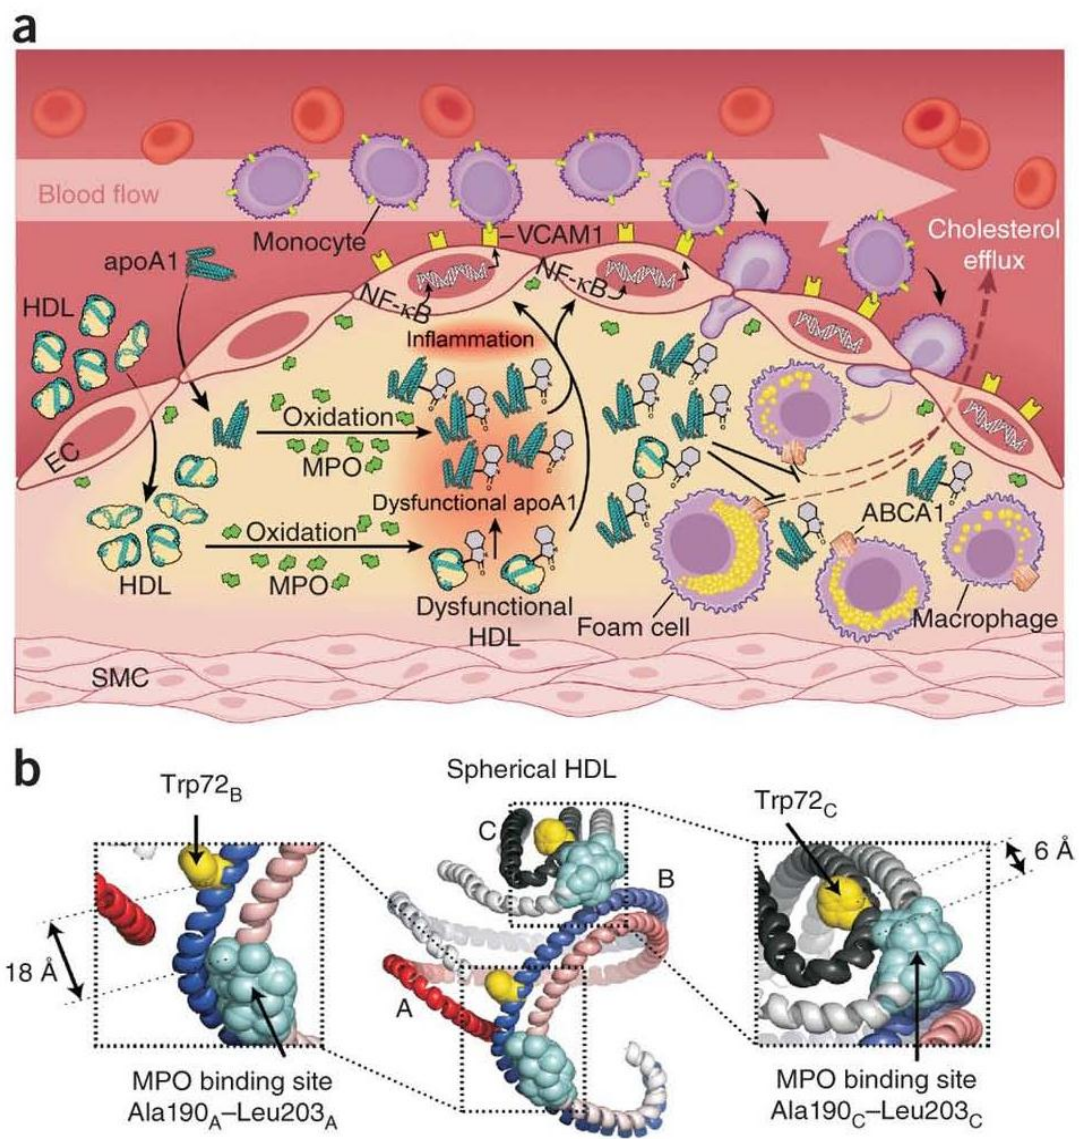 a
Blood flow
Monocyte
VCAM1
apoA1
Cholesterol
efflux
HDL
NF-κB
NF-κB
Inflammation
Oxidation
MPO
EC
Dysfunctional apoA1
Oxidation
MPO
HDL
ABCA1
Dysfunctional
HDL
Foam cell
Macrophage
SMC
b
Spherical HDL
Trp72B
Trp72C
C
B
6 Å
18 Å
A
MPO binding site
Ala190A–Leu203A
MPO binding site
Ala190C–Leu203C